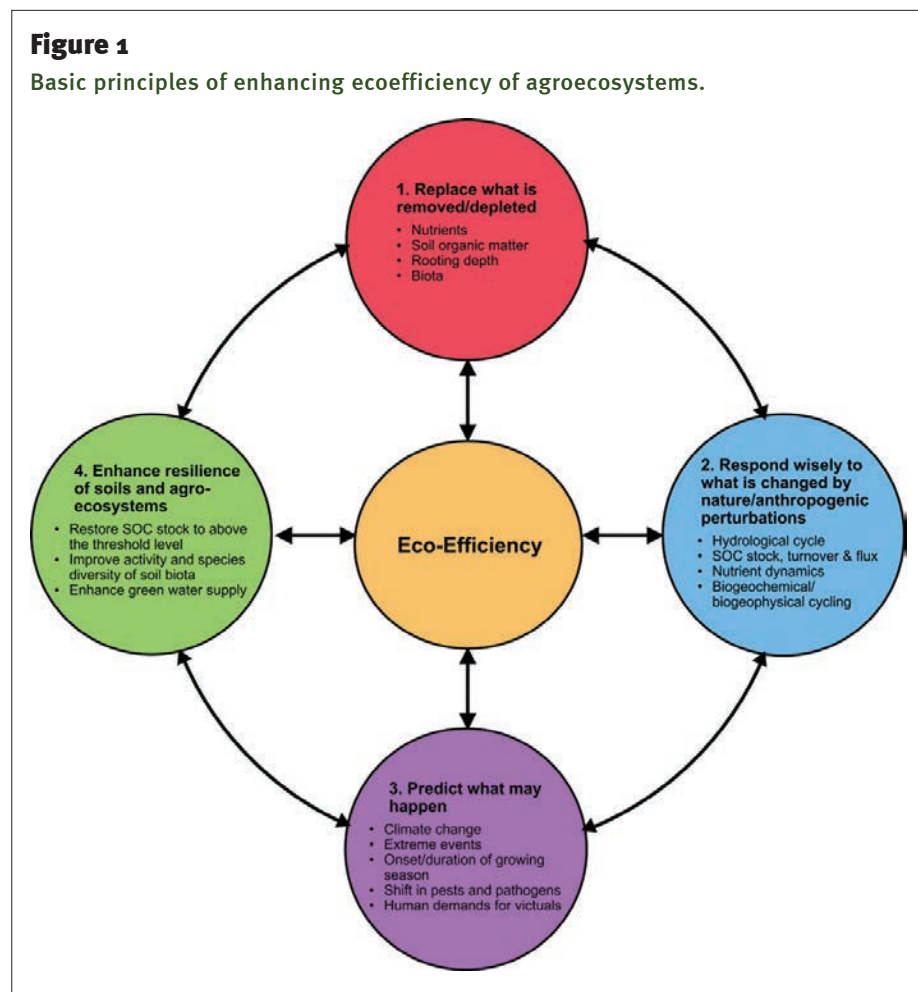 Figure 1
Basic principles of enhancing ecoefficiency of agroecosystems.
1. Replace what is
removed/depleted
• Nutrients
• Soil organic matter
• Rooting depth
• Biota
4. Enhance resilience
of soils and agro-
ecosystems
• Restore SOC stock to above
the threshold level
• Improve activity and species
diversity of soil biota
• Enhance green water supply
Eco-Efficiency
2. Respond wisely to
what is changed by
nature/anthropogenic
perturbations
• Hydrological cycle
• SOC stock, turnover & flux
• Nutrient dynamics
• Biogeochemical/
biogeophysical cycling
3. Predict what may
happen
• Climate change
• Extreme events
• Onset/duration of growing
season
• Shift in pests and pathogens
• Human demands for victuals